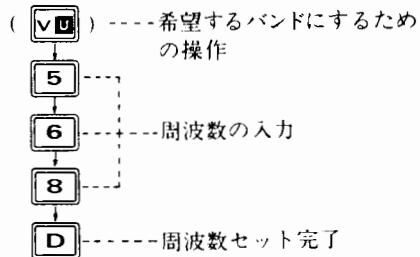 ( V U ) ----希望するバンドにするため
の操作
5
6 ----周波数の入力
8
D ------周波数セット完了